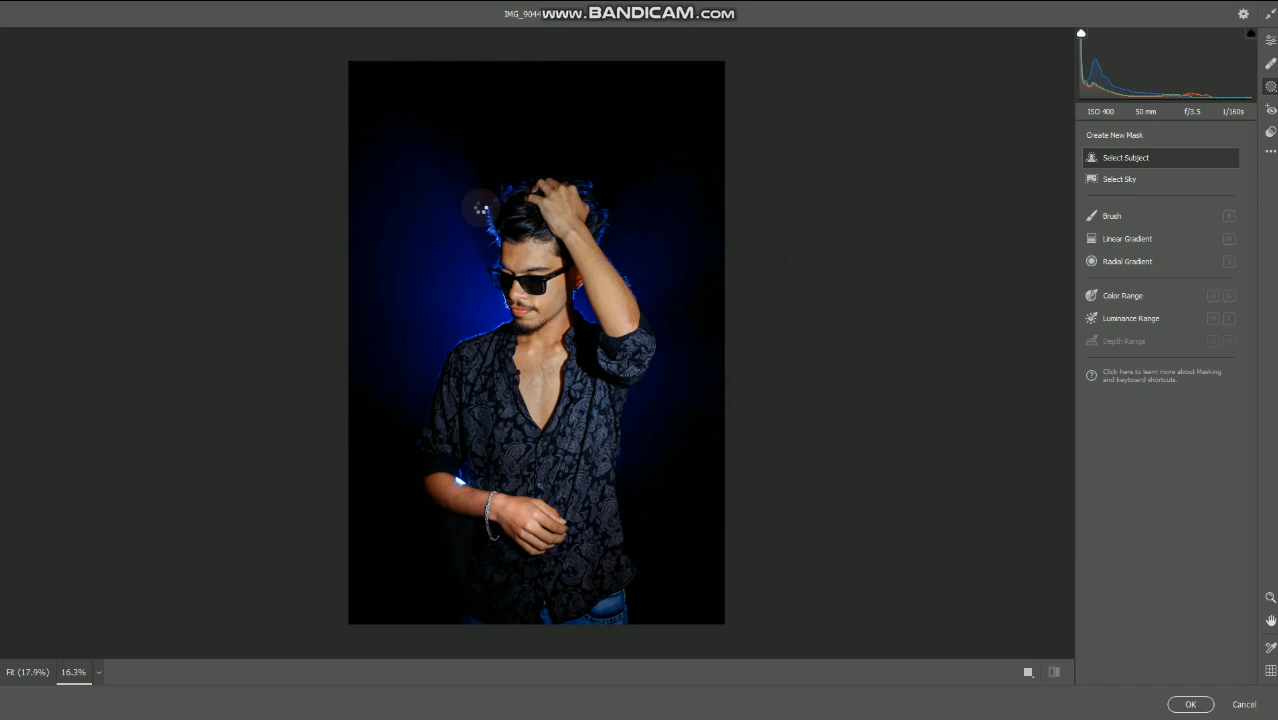 IMG_9044
WWW.BANDICAM.COM
ISO 400 50 mm f/3.5 1/160s
Create New Mask
Select Subject
Select Sky
Brush
Linear Gradient
Radial Gradient
Color Range
Luminance Range
Depth Range
Click here to learn more about Masking
and keyboard shortcuts.
Fit (17.9%) 16.3%
OK Cancel